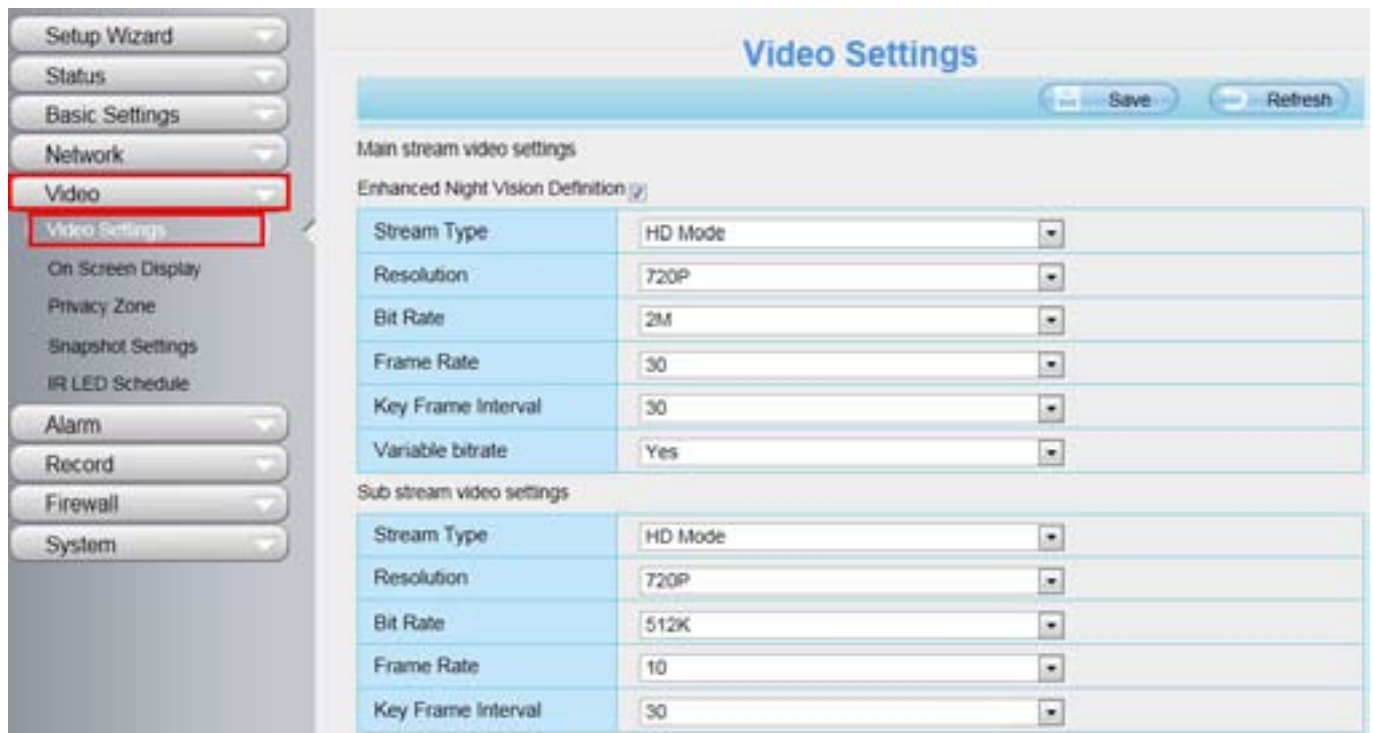 Setup Wizard
Status
Basic Settings
Network
Video
Video Settings
On Screen Display
Privacy Zone
Snapshot Settings
IR LED Schedule
Alarm
Record
Firewall
System
Video Settings
Save Refresh
Main stream video settings
Enhanced Night Vision Definition
Stream Type HD Mode
Resolution 720P
Bit Rate 2M
Frame Rate 30
Key Frame Interval 30
Variable bitrate Yes
Sub stream video settings
Stream Type HD Mode
Resolution 720P
Bit Rate 512K
Frame Rate 10
Key Frame Interval 30